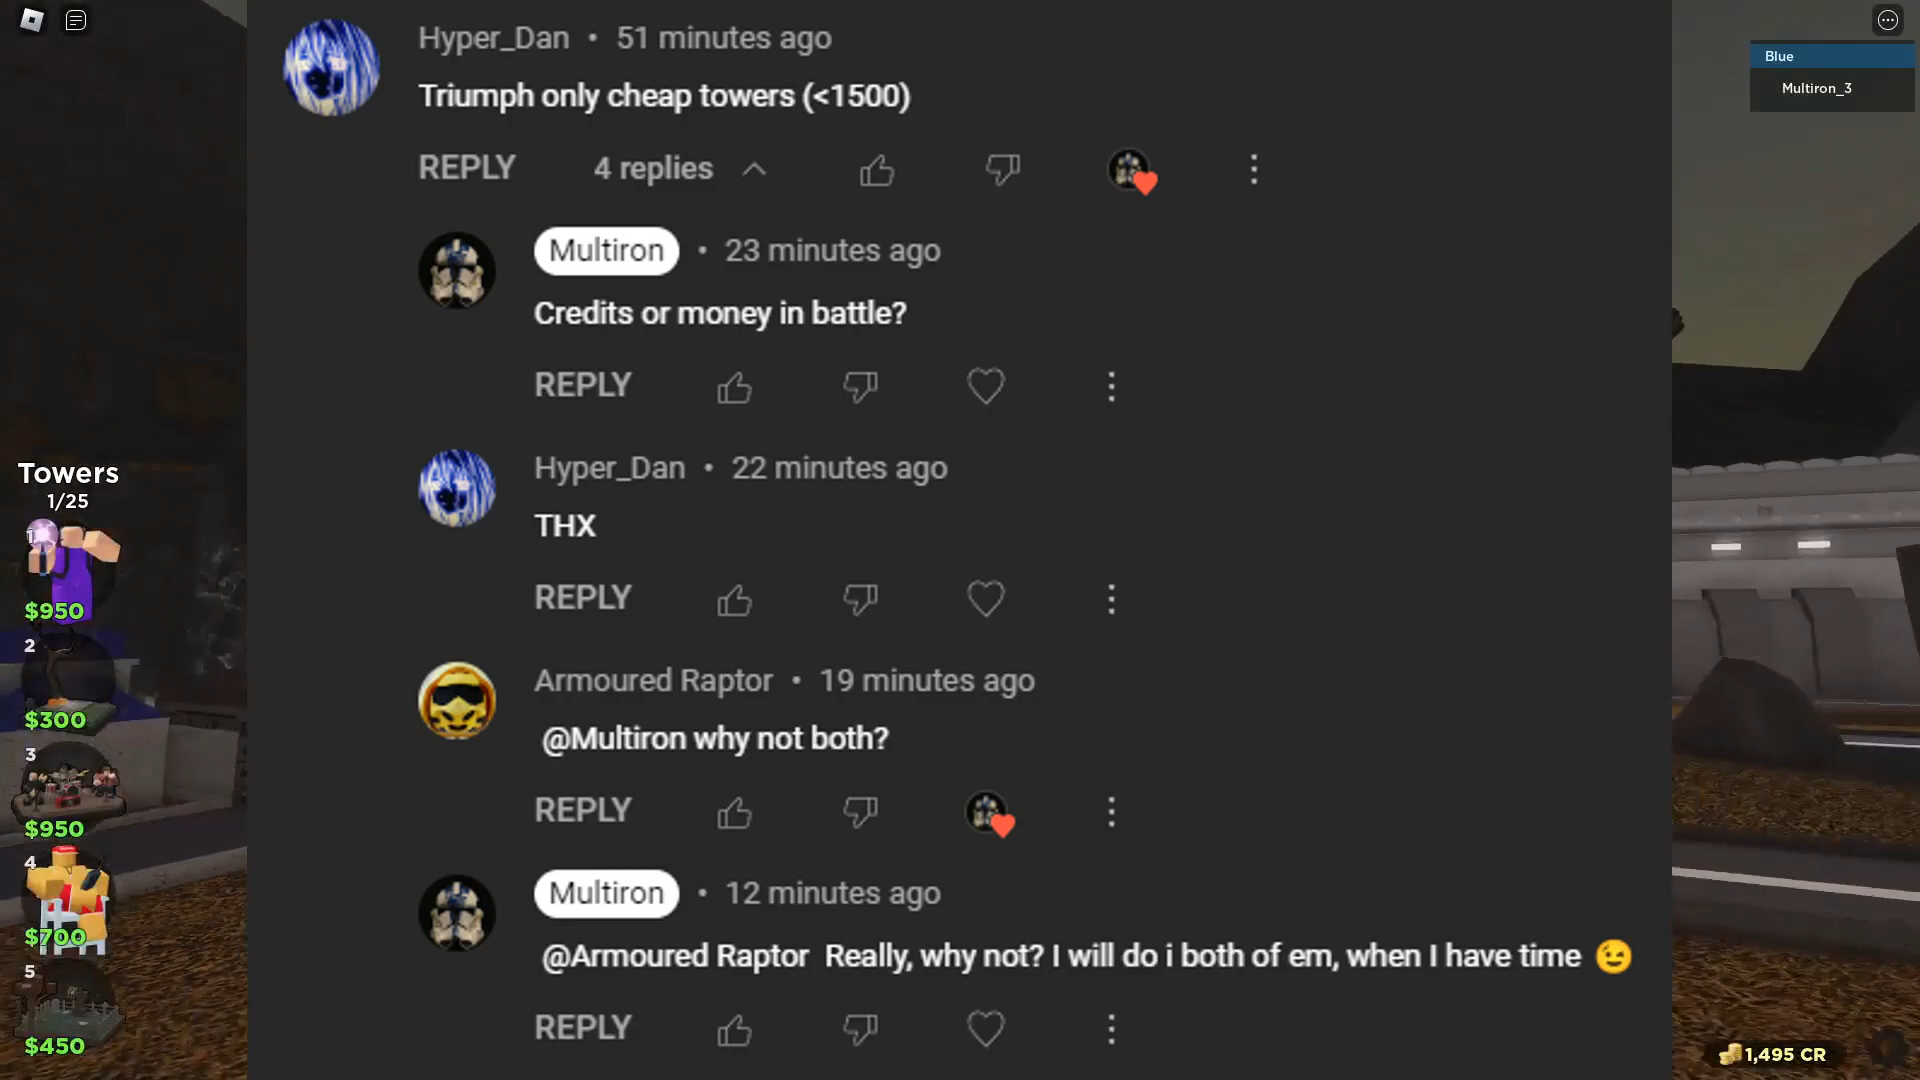 Hyper_Dan • 51 minutes ago
Triumph only cheap towers (<1500)
REPLY 4 replies
Multiron • 23 minutes ago
Credits or money in battle?
REPLY
Hyper_Dan • 22 minutes ago
THX
REPLY
Armoured Raptor • 19 minutes ago
@Multiron why not both?
REPLY
Multiron • 12 minutes ago
@Armoured Raptor Really, why not? I will do i both of em, when I have time 😉
REPLY
Blue
Multiron_3
Towers
1/25
1
$950
2
$300
3
$950
4
$700
5
$450
1,495 CR